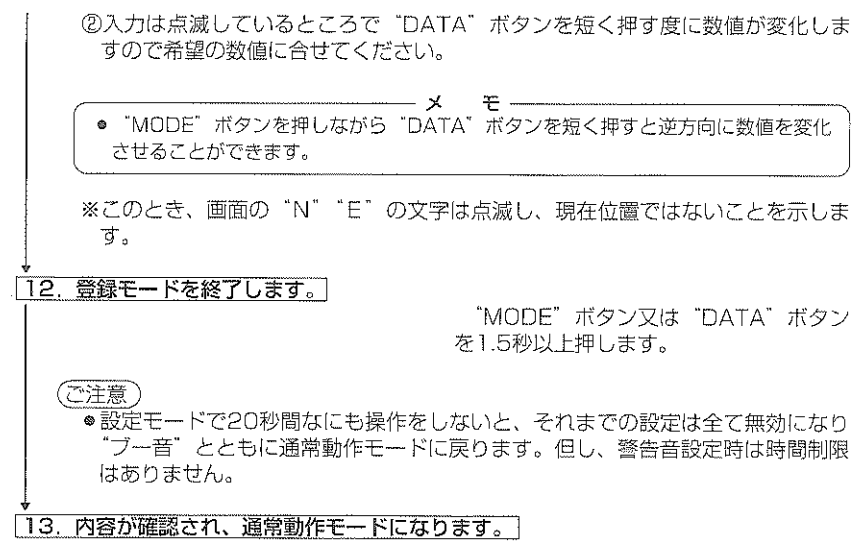 ②入力は点滅しているところで“DATA”ボタンを短く押す度に数値が変化しま
すので希望の数値に合せてください。
メ モ
● “MODE”ボタンを押しながら“DATA”ボタンを短く押すと逆方向に数値を変化
させることができます。
※このとき、画面の“N”“E”の文字は点滅し、現在位置ではないことを示しま
す。
12. 登録モードを終了します。
“MODE”ボタン又は“DATA”ボタン
を1.5秒以上押します。
ご注意
●設定モードで20秒間なにも操作をしないと、それまでの設定は全て無効になり
“ブー音”とともに通常動作モードに戻ります。但し、警告音設定時は時間制限
はありません。
13. 内容が確認され、通常動作モードになります。